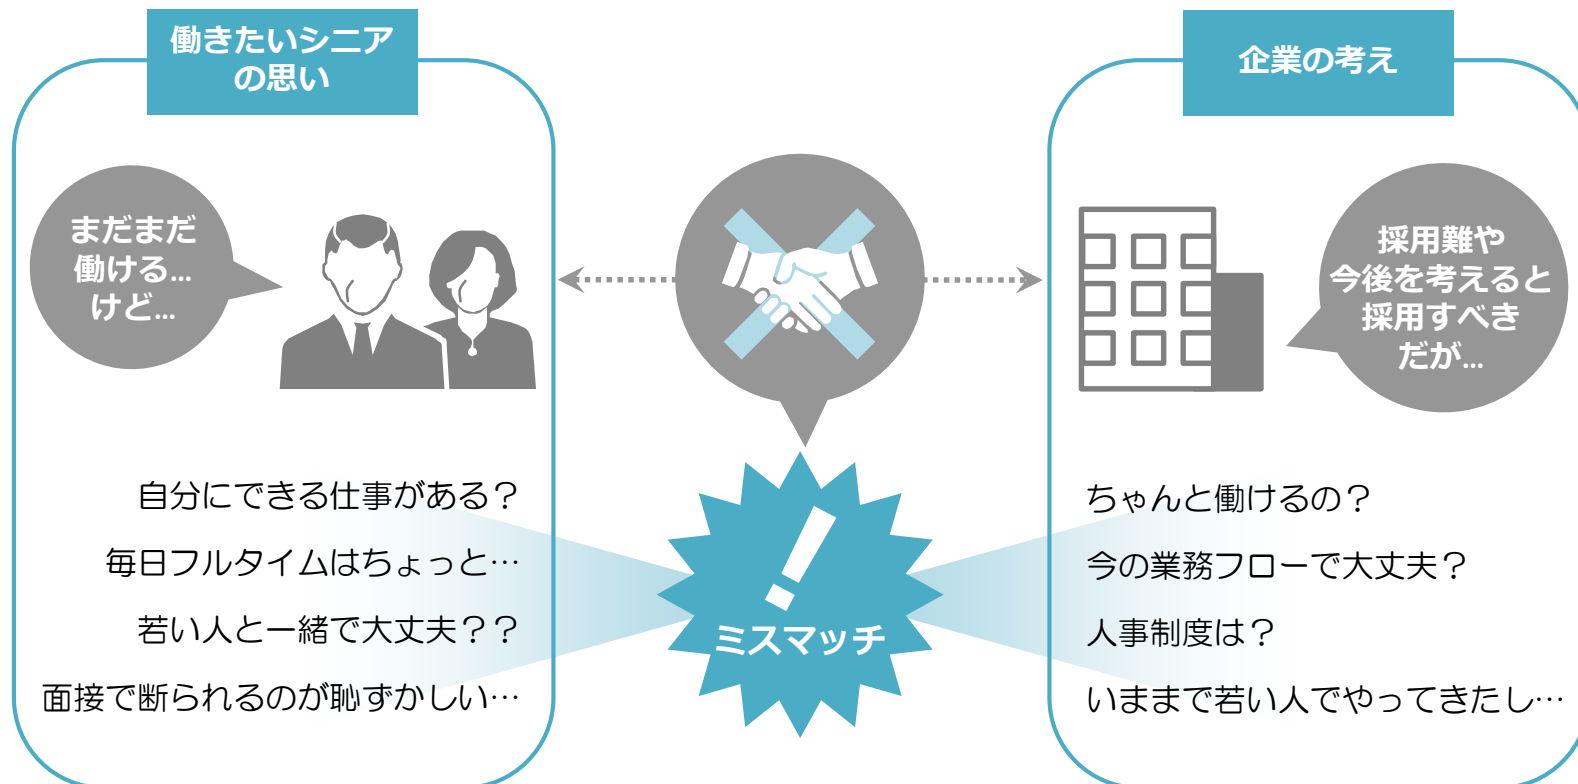 働きたいシニア
の思い
まだまだ
働ける…
けど…
自分にできる仕事がある？
毎日フルタイムはちょっと…
若い人と一緒で大丈夫？？
面接で断られるのが恥ずかしい…
ミスマッチ
企業の考え
採用難や
今後を考えると
採用すべき
だが…
ちゃんと働けるの？
今の業務フローで大丈夫？
人事制度は？
いままで若い人でやってきたし…